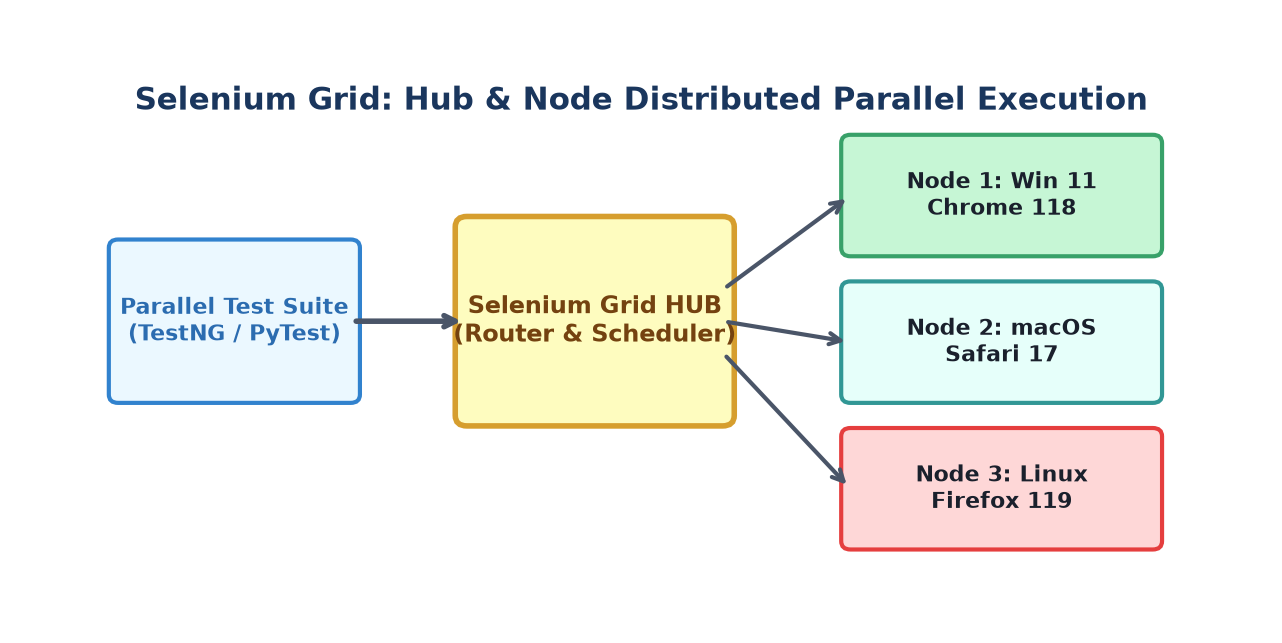 Selenium Grid: Hub & Node Distributed Parallel Execution
Parallel Test Suite
(TestNG / PyTest)
Selenium Grid HUB
(Router & Scheduler)
Node 1: Win 11
Chrome 118
Node 2: macOS
Safari 17
Node 3: Linux
Firefox 119